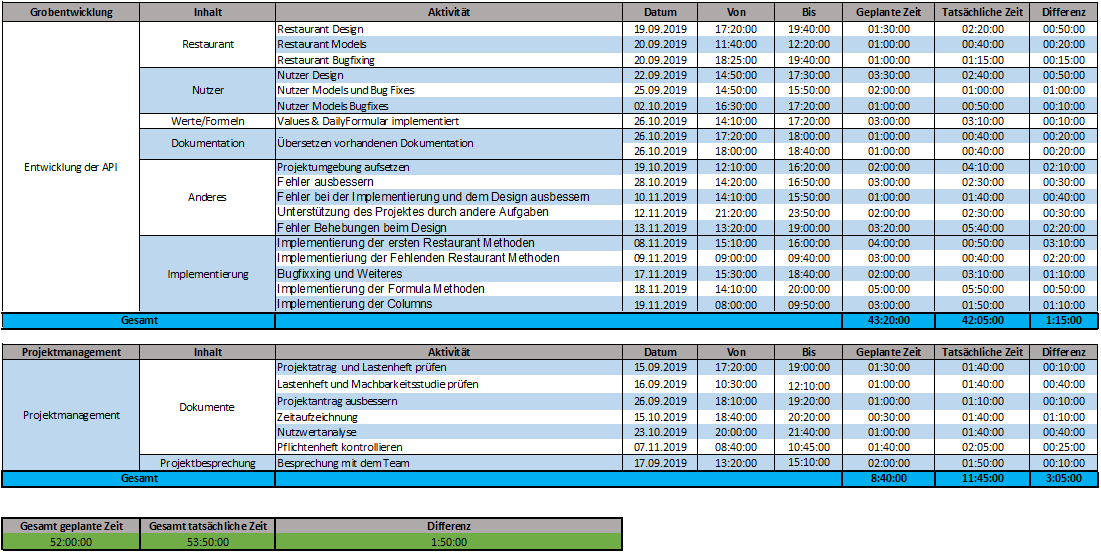 Grobentwicklung Inhalt Aktivität Datum Von Bis Geplante Zeit Tatsächliche Zeit Differenz
Restaurant Design 19.09.2019 17:20:00 19:40:00 01:30:00 02:20:00 00:50:00
Restaurant Restaurant Models 20.09.2019 11:40:00 12:20:00 01:00:00 00:40:00 00:20:00
Restaurant Bugfixing 20.09.2019 18:25:00 19:40:00 01:00:00 01:15:00 00:15:00
Nutzer Design 22.09.2019 14:50:00 17:30:00 03:30:00 02:40:00 00:50:00
Nutzer Nutzer Models und Bug Fixes 25.09.2019 14:50:00 15:50:00 02:00:00 01:00:00 01:00:00
Nutzer Models Bugfixes 02.10.2019 16:30:00 17:20:00 01:00:00 00:50:00 00:10:00
Werte/Formeln Values & DailyFormular implementiert 26.10.2019 14:10:00 17:20:00 03:00:00 03:10:00 00:10:00
Dokumentation Übersetzen vorhandenen Dokumentation 26.10.2019 17:20:00 18:00:00 01:00:00 00:40:00 00:20:00
26.10.2019 18:00:00 18:40:00 01:00:00 00:40:00 00:20:00
Entwicklung der API Projektumgebung aufsetzen 19.10.2019 12:10:00 16:20:00 02:00:00 04:10:00 02:10:00
Fehler ausbessern 28.10.2019 14:20:00 16:50:00 03:00:00 02:30:00 00:30:00
Anderes Fehler bei der Implementierung und dem Design ausbessern 10.11.2019 14:10:00 15:50:00 01:00:00 01:40:00 00:40:00
Unterstützung des Projektes durch andere Aufgaben 12.11.2019 21:20:00 23:50:00 02:00:00 02:30:00 00:30:00
Fehler Behebungen beim Design 13.11.2019 13:20:00 19:00:00 03:20:00 05:40:00 02:20:00
Implementierung der ersten Restaurant Methoden 08.11.2019 15:10:00 16:00:00 04:00:00 00:50:00 03:10:00
Implementieriung der Fehlenden Restaurant Methoden 09.11.2019 09:00:00 09:40:00 03:00:00 00:40:00 02:20:00
Implementierung Bugfixxing und Weiteres 17.11.2019 15:30:00 18:40:00 02:00:00 03:10:00 01:10:00
Implementierung der Formula Methoden 18.11.2019 14:10:00 20:00:00 05:00:00 05:50:00 00:50:00
Implementierung der Columns 19.11.2019 08:00:00 09:50:00 03:00:00 01:50:00 01:10:00
Gesamt 43:20:00 42:05:00 1:15:00
Projektmanagement Inhalt Aktivität Datum Von Bis Geplante Zeit Tatsächliche Zeit Differenz
Projektatrag und Lastenheft prüfen 15.09.2019 17:20:00 19:00:00 01:30:00 01:40:00 00:10:00
Lastenheft und Machbarkeitsstudie prüfen 16.09.2019 10:30:00 12:10:00 01:00:00 01:40:00 00:40:00
Dokumente Projektantrag ausbessern 26.09.2019 18:10:00 19:20:00 01:00:00 01:10:00 00:10:00
Projektmanagement Zeitaufzeichnung 15.10.2019 18:40:00 20:20:00 00:30:00 01:40:00 01:10:00
Nutzwertanalyse 23.10.2019 20:00:00 21:40:00 01:00:00 01:40:00 00:40:00
Pflichtenheft kontrollieren 07.11.2019 08:40:00 10:45:00 01:40:00 02:05:00 00:25:00
Projektbesprechung Besprechung mit dem Team 17.09.2019 13:20:00 15:10:00 02:00:00 01:50:00 00:10:00
Gesamt 8:40:00 11:45:00 3:05:00
Gesamt geplante Zeit Gesamt tatsächliche Zeit Differenz
52:00:00 53:50:00 1:50:00